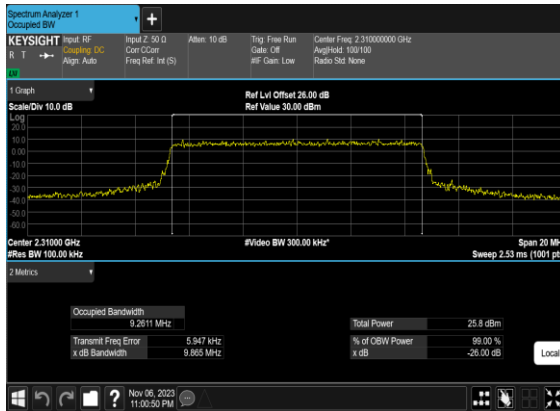 Spectrum Analyzer 1
Occupied BW
+
KEYSIGHT
R T
Input: RF
Coupling: DC
Align: Auto
Input Z: 50 Ω
Corr CCorr
Freq Ref: Int (S)
Atten: 10 dB
Trig: Free Run
Gate: Off
#IF Gain: Low
Center Freq: 2.310000000 GHz
Avg|Hold: 100/100
Radio Std: None
1 Graph
Scale/Div 10.0 dB
Ref Lvl Offset 26.00 dB
Ref Value 30.00 dBm
Log
20.0
10.0
0.00
-10.0
-20.0
-30.0
-40.0
-50.0
-60.0
Center 2.31000 GHz
#Res BW 100.00 kHz
#Video BW 300.00 kHz*
Span 20 MH
Sweep 2.53 ms (1001 pt
2 Metrics
Occupied Bandwidth
9.2611 MHz
Transmit Freq Error 5.947 kHz
x dB Bandwidth 9.865 MHz
Total Power 25.8 dBm
% of OBW Power 99.00 %
x dB -26.00 dB
Local
?
Nov 06, 2023
11:00:50 PM